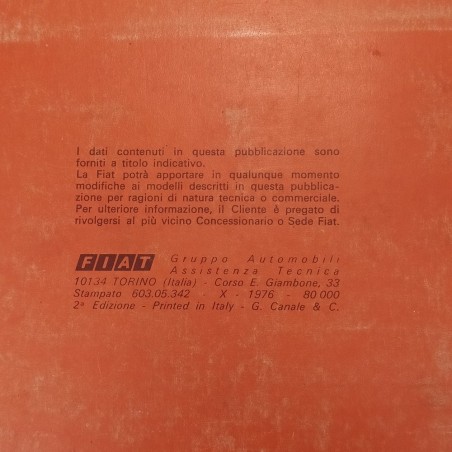 I dati contenuti in questa pubblicazione sono
forniti a titolo indicativo.
La Fiat potrà apportare in qualunque momento
modifiche ai modelli descritti in questa pubblica-
zione per ragioni di natura tecnica o commerciale.
Per ulteriore informazione, il Cliente è pregato di
rivolgersi al più vicino Concessionario o Sede Fiat.
FIAT Gruppo Automobili
Assistenza Tecnica
10134 TORINO (Italia) - Corso E. Giambone, 33
Stampato 603.05.342 - X - 1976 - 80 000
2ª Edizione - Printed in Italy - G. Canale & C.